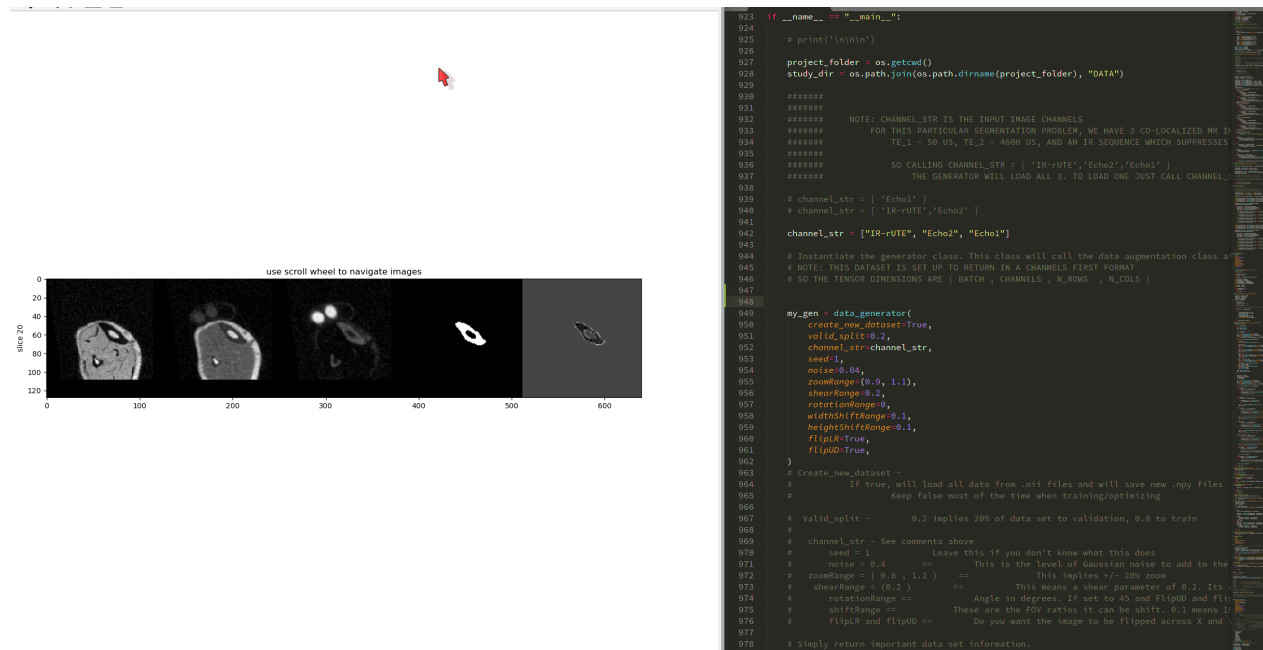 use scroll wheel to navigate images
slice 20
0
20
40
60
80
100
120
0 100 200 300 400 500 600
923 if __name__ == "__main__":
924
925 # print('\n\n\n')
926
927 project_folder = os.getcwd()
928 study_dir = os.path.join(os.path.dirname(project_folder), "DATA")
929
930 #######
931 #######
932 ####### NOTE: CHANNEL_STR IS THE INPUT IMAGE CHANNELS
933 ####### FOR THIS PARTICULAR SEGMENTATION PROBLEM, WE HAVE 3 CO-LOCALIZED MR
934 ####### TE_1 - 50 US, TE_2 - 4600 US, AND AN IR SEQUENCE WHICH SUPPRESSES
935 #######
936 ####### SO CALLING CHANNEL_STR = [ 'IR-rUTE','Echo2','Echo1' ]
937 ####### THE GENERATOR WILL LOAD ALL 3. TO LOAD ONE JUST CALL CHANNEL_
938
939 # channel_str = [ 'Echo1' ]
940 # channel_str = [ 'IR-rUTE','Echo2' ]
941
942 channel_str = ["IR-rUTE", "Echo2", "Echo1"]
943
944 # Instantiate the generator class. This class will call the data augmentation class
945 # NOTE: THIS DATASET IS SET UP TO RETURN IN A CHANNELS FIRST FORMAT
946 # SO THE TENSOR DIMENSIONS ARE ( BATCH , CHANNELS , N_ROWS , N_COLS )
947
948
949 my_gen = data_generator(
950 create_new_dataset=True,
951 valid_split=0.2,
952 channel_str=channel_str,
953 seed=1,
954 noise=0.04,
955 zoomRange=(0.9, 1.1),
956 shearRange=0.2,
957 rotationRange=0,
958 widthShiftRange=0.1,
959 heightShiftRange=0.1,
960 flipLR=True,
961 flipUD=True,
962 )
963 # Create_new_dataset -
964 # If true, will load all data from .nii files and will save new .npy files
965 # Keep false most of the time when training/optimizing
966
967 # Valid_split - 0.2 implies 20% of data set to validation, 0.8 to train
968 #
969 # channel_str - See comments above
970 # seed = 1 Leave this if you don't know what this does
971 # noise = 0.4 == This is the level of Gaussian noise to add to the
972 # zoomRange = ( 0.8 , 1.2 ) == This implies +/- 20% zoom
973 # shearRange = (0.2 ) == This means a shear parameter of 0.2. Its
974 # rotationRange == Angle in degrees. If set to 45 and FlipUD and
975 # shiftRange == These are the FOV ratios it can be shift. 0.1 means
976 # flipLR and flipUD == Do you want the image to be flipped across X and
977
978 # Simply return important data set information.